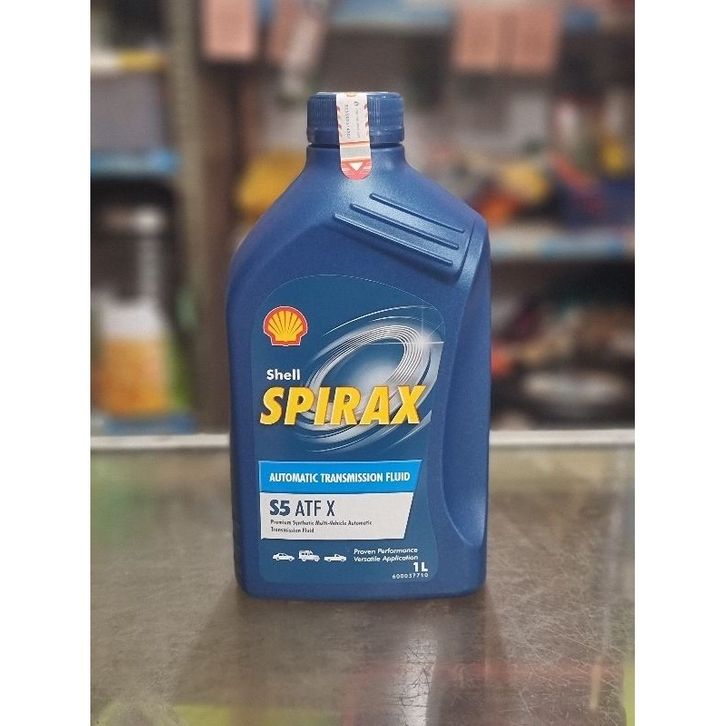 Shell
SPIRAX
AUTOMATIC TRANSMISSION FLUID
S5 ATF X
Premium Synthetic Multi-Vehicle Automatic
Transmission Fluid
Proven Performance
Versatile Application
1L
600037710